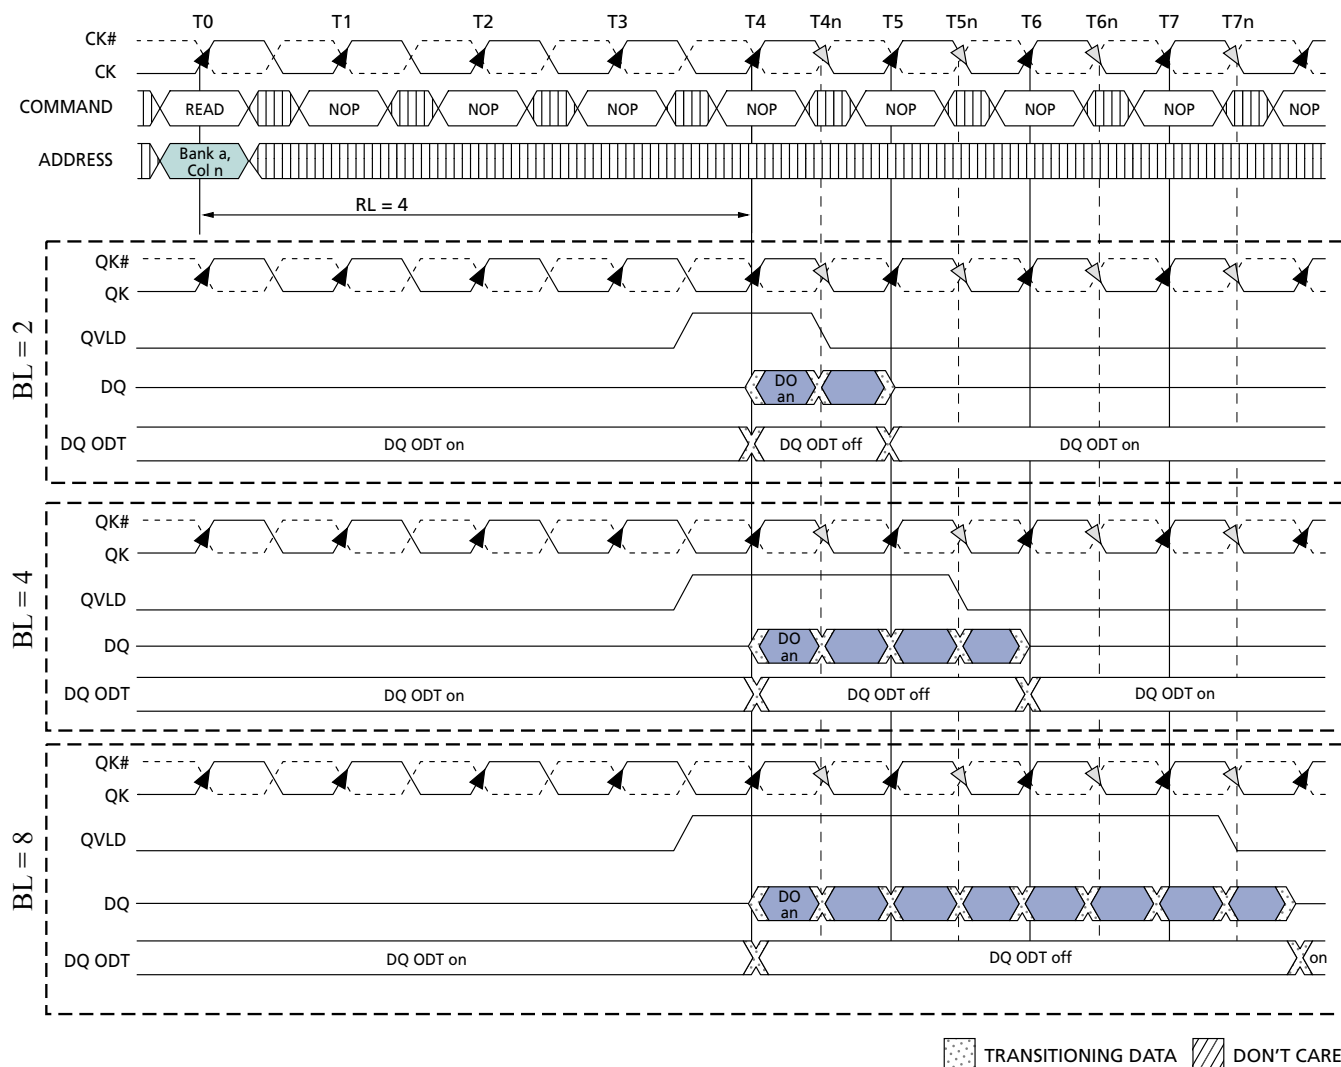 T0 T1 T2 T3 T4 T4n T5 T5n T6 T6n T7 T7n
CK#
CK
COMMAND READ NOP NOP NOP NOP NOP NOP NOP NOP
ADDRESS Bank a,
Col n
RL = 4
BL = 2
QK#
QK
QVLD
DQ DO
an
DQ ODT DQ ODT on DQ ODT off DQ ODT on
BL = 4
QK#
QK
QVLD
DQ DO
an
DQ ODT DQ ODT on DQ ODT off DQ ODT on
BL = 8
QK#
QK
QVLD
DQ DO
an
DQ ODT DQ ODT on DQ ODT off on
TRANSITIONING DATA DON'T CARE